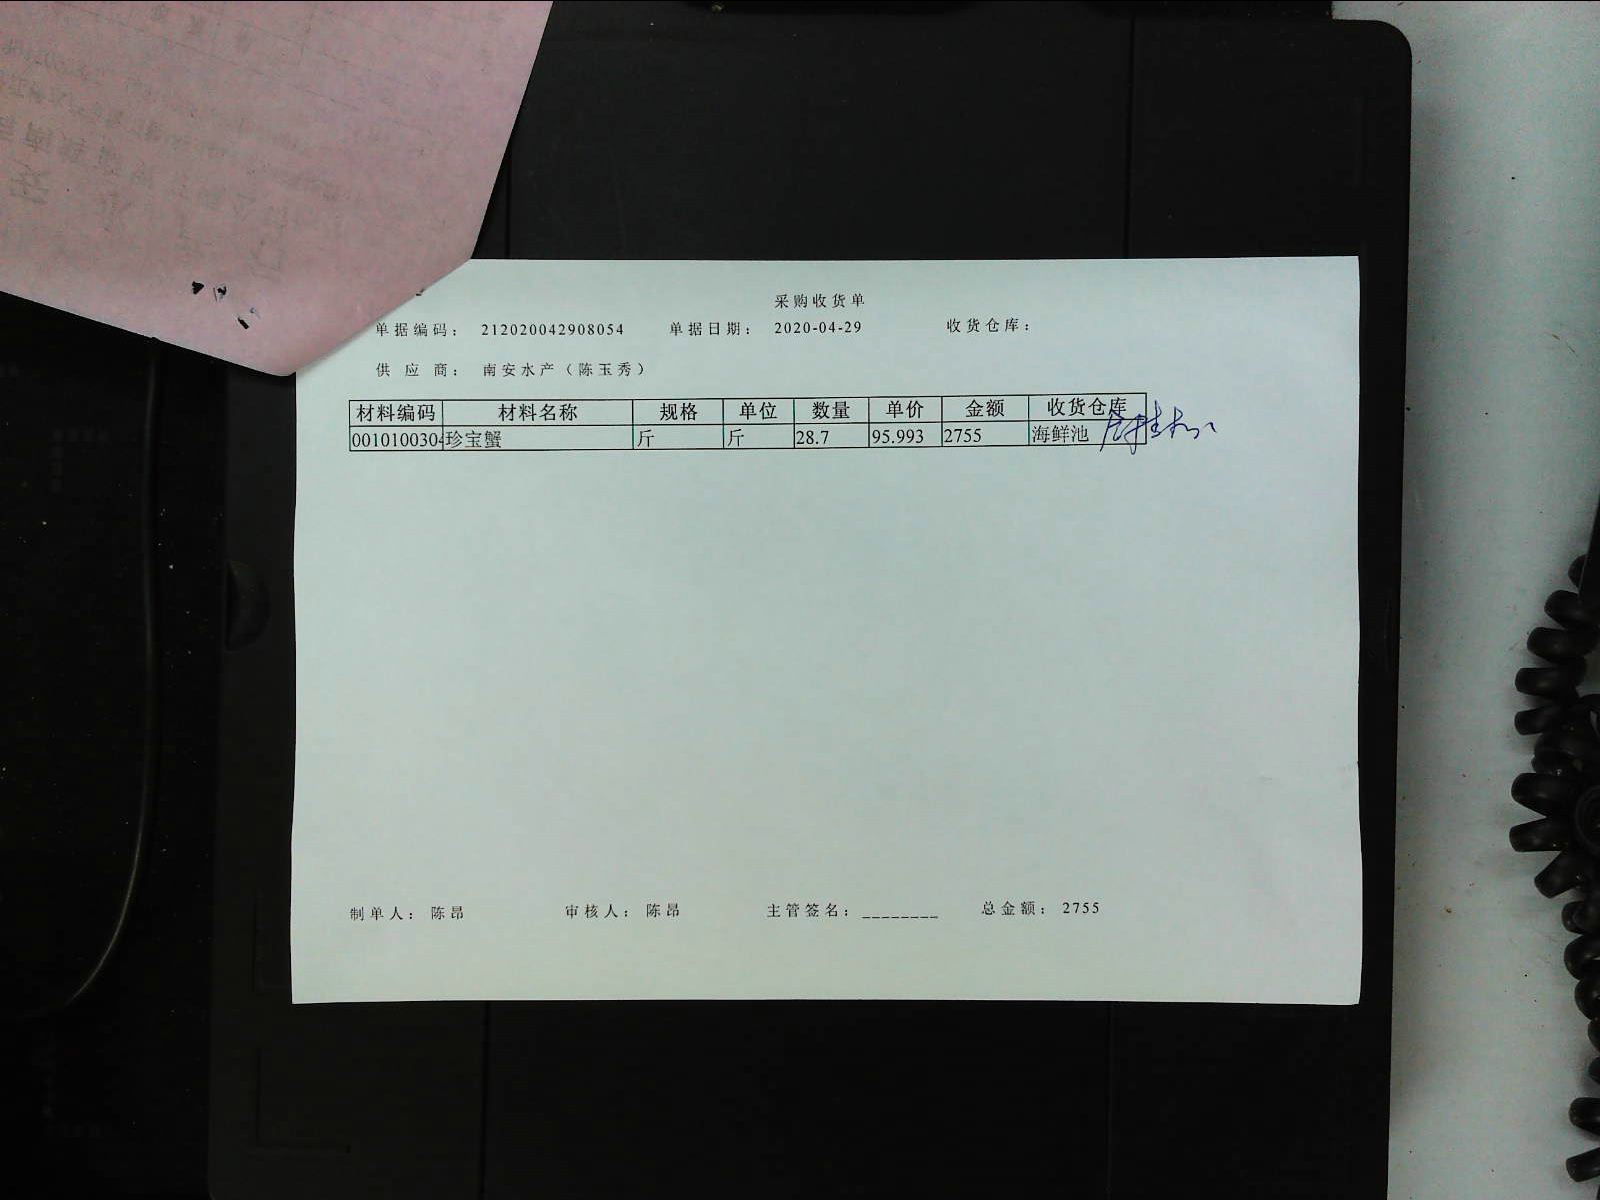 采购收货单
单据编码： 212020042908054 单据日期： 2020-04-29 收货仓库：
供应商： 南安水产（陈玉秀）
材料编码 材料名称 规格 单位 数量 单价 金额 收货仓库
0010100304 珍宝蟹 斤 斤 28.7 95.993 2755 海鲜池
制单人： 陈昂 审核人： 陈昂 主管签名：________ 总金额： 2755